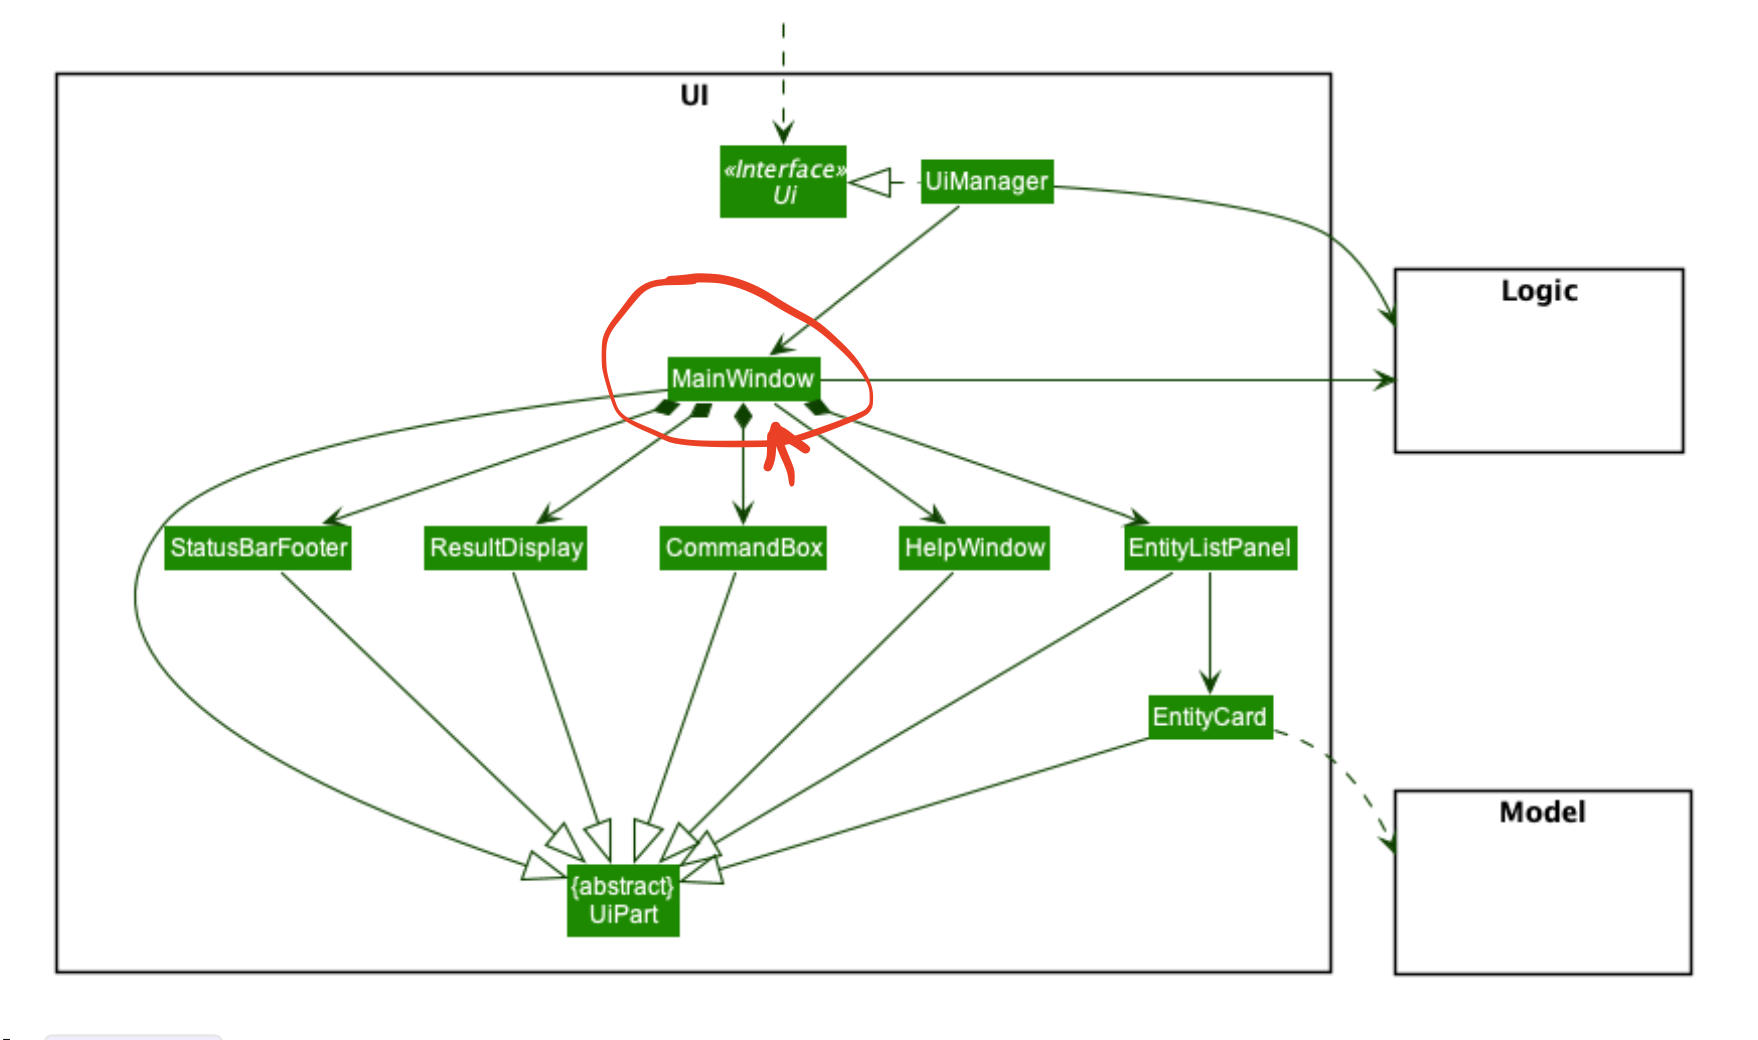 UI
«Interface»
Ui
UiManager
Logic
MainWindow
StatusBarFooter
ResultDisplay
CommandBox
HelpWindow
EntityListPanel
EntityCard
Model
{abstract}
UiPart